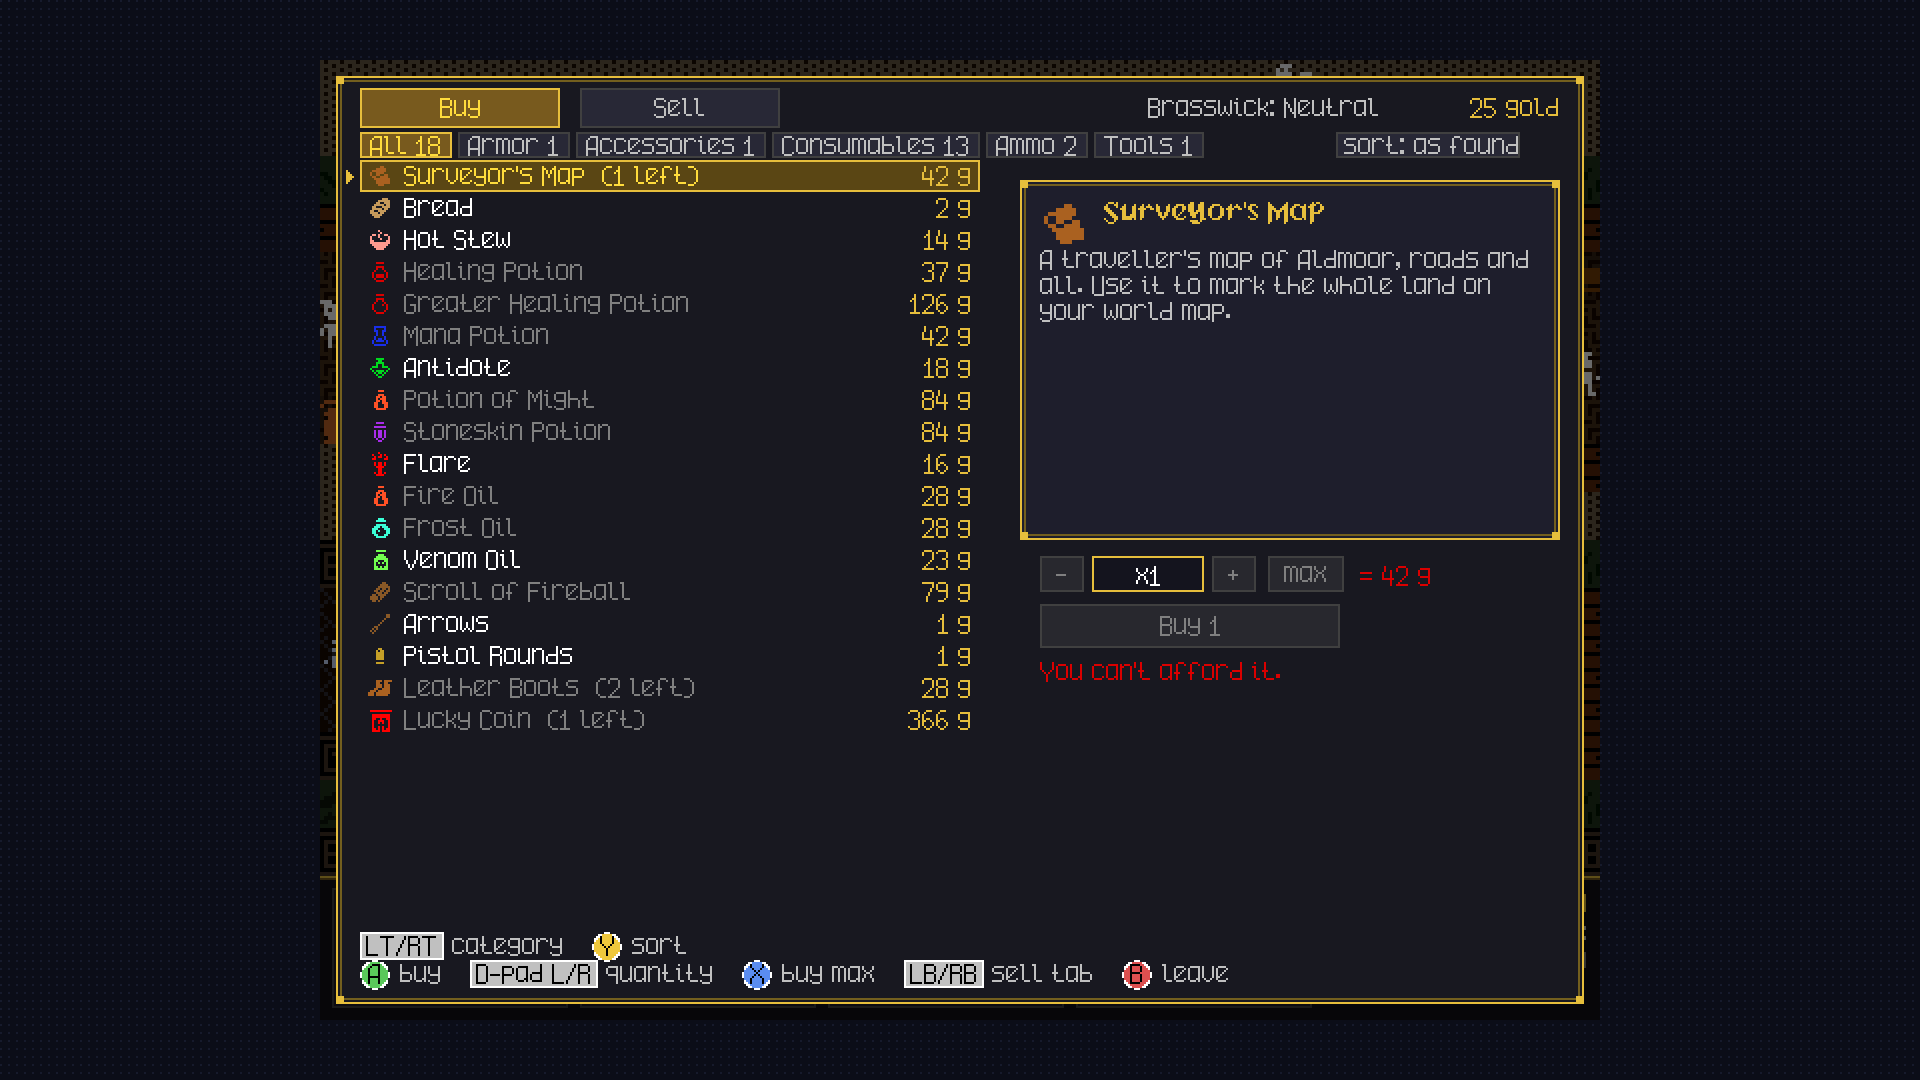 Buy Sell Brasswick: Neutral 25 gold
All 18 Armor 1 Accessories 1 Consumables 13 Ammo 2 Tools 1 sort: as found
Surveyor's Map (1 left) 42 g
Bread 2 g
Hot Stew 14 g
Healing Potion 37 g
Greater Healing Potion 126 g
Mana Potion 42 g
Antidote 18 g
Potion of Might 84 g
Stoneskin Potion 84 g
Flare 16 g
Fire Oil 28 g
Frost Oil 28 g
Venom Oil 23 g
Scroll of Fireball 79 g
Arrows 1 g
Pistol Rounds 1 g
Leather Boots (2 left) 28 g
Lucky Coin (1 left) 366 g
Surveyor's Map
A traveller's map of Aldmoor, roads and
all. Use it to mark the whole land on
your world map.
- x1 + max = 42 g
Buy 1
You can't afford it.
LT/RT category Y sort
A buy D-pad L/R quantity X buy max LB/RB sell tab B leave